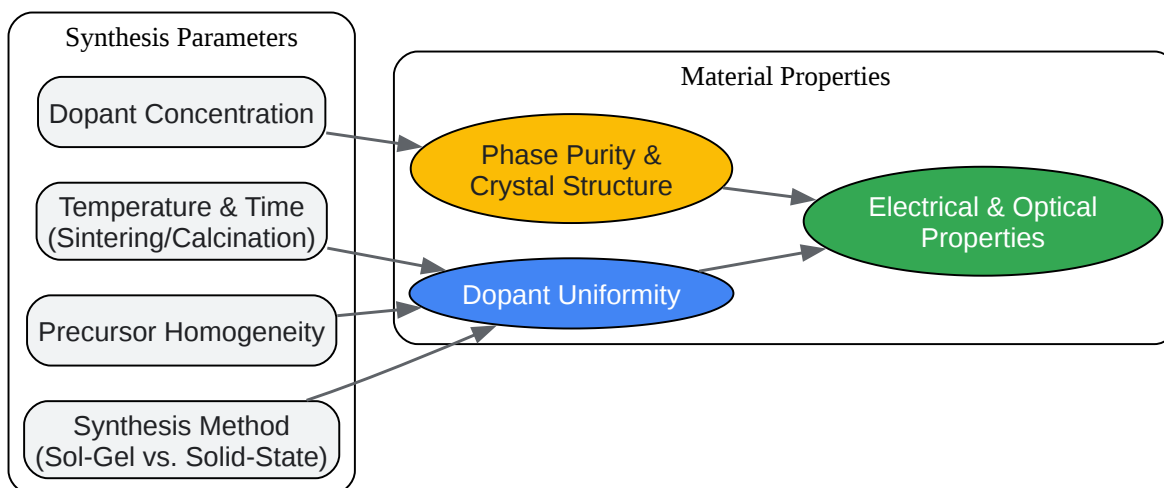 Synthesis Parameters
Dopant Concentration
Temperature & Time
(Sintering/Calcination)
Precursor Homogeneity
Synthesis Method
(Sol-Gel vs. Solid-State)
Material Properties
Phase Purity &
Crystal Structure
Dopant Uniformity
Electrical & Optical
Properties